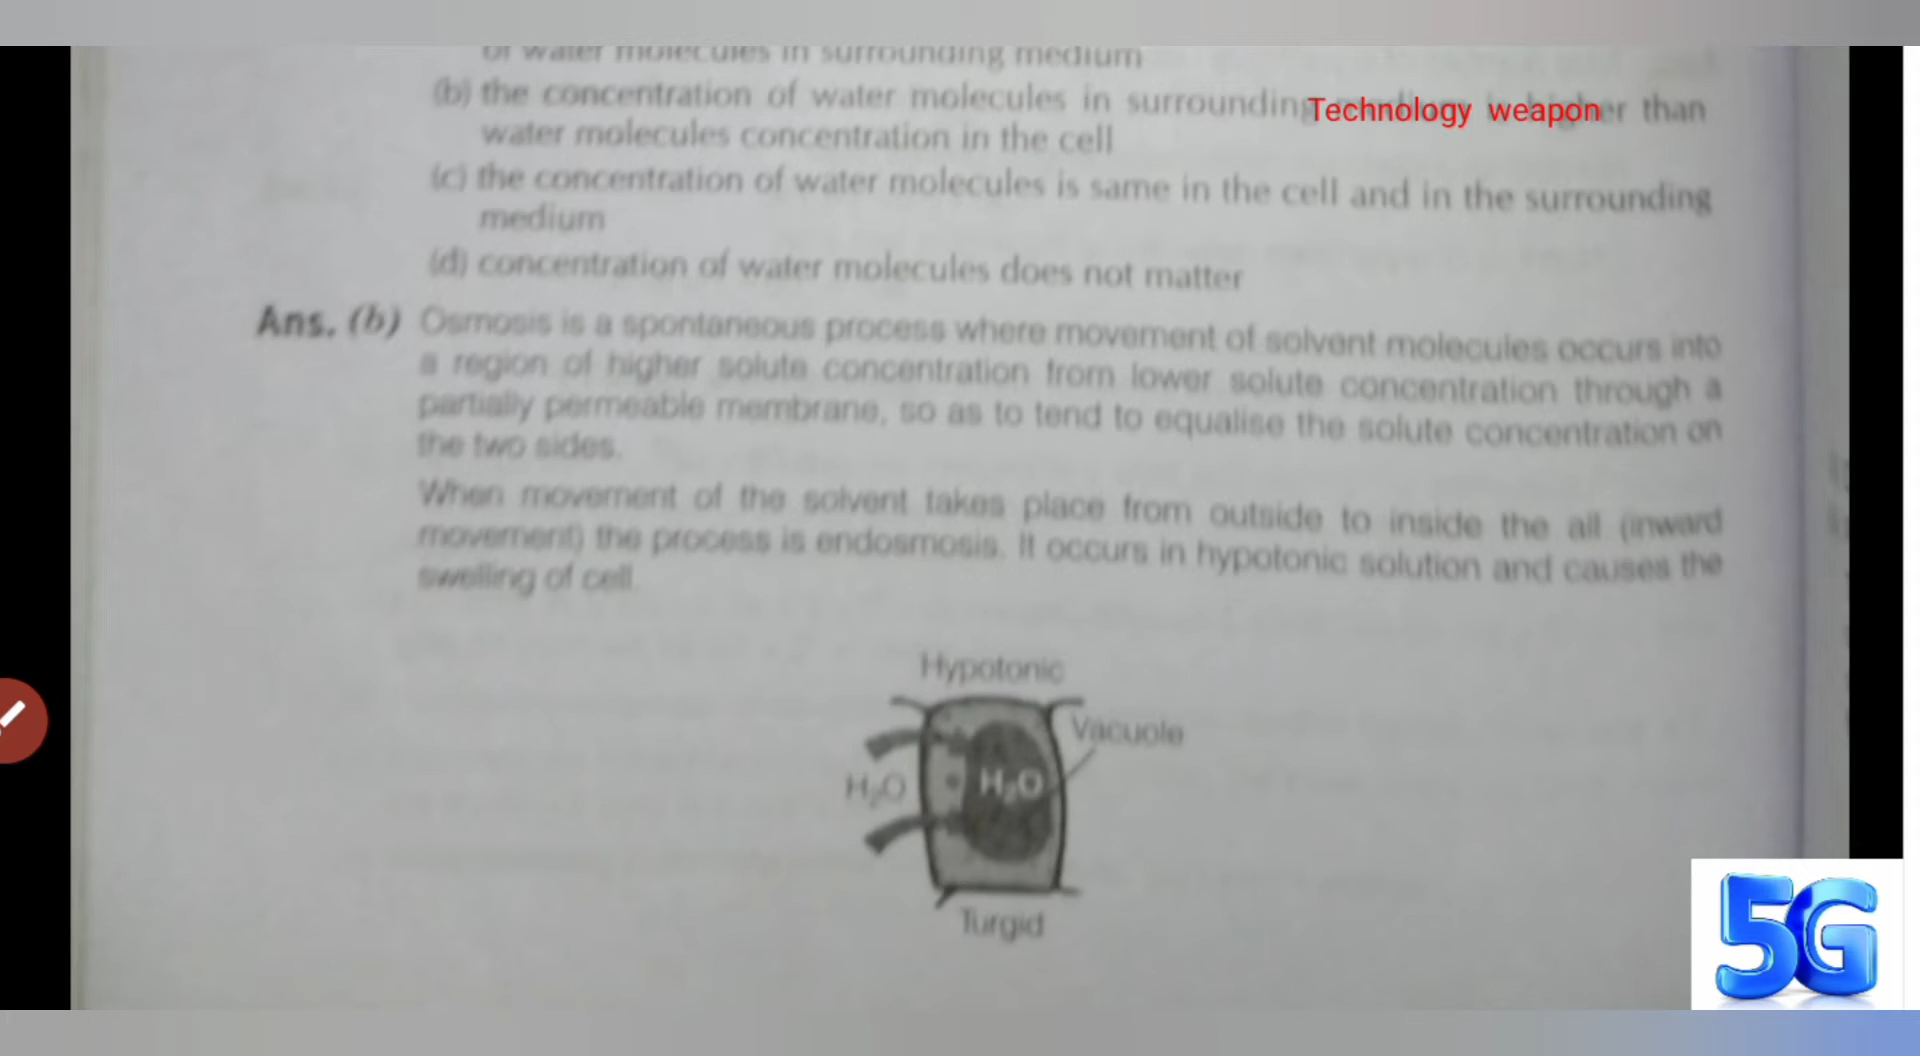 of water molecules in surrounding medium
(b) the concentration of water molecules in surrounding Technology weapon than
water molecules concentration in the cell
(c) the concentration of water molecules is same in the cell and in the surrounding
medium
(d) concentration of water molecules does not matter
Ans. (b) Osmosis is a spontaneous process where movement of solvent molecules occurs into
a region of higher solute concentration from lower solute concentration through a
partially permeable membrane, so as to tend to equalise the solute concentration on
the two sides.
When movement of the solvent takes place from outside to inside the all (inward
movement) the process is endosmosis. It occurs in hypotonic solution and causes the
swelling of cell.
Hypotonic
Vacuole
H₂O
H₂O
Turgid
5G